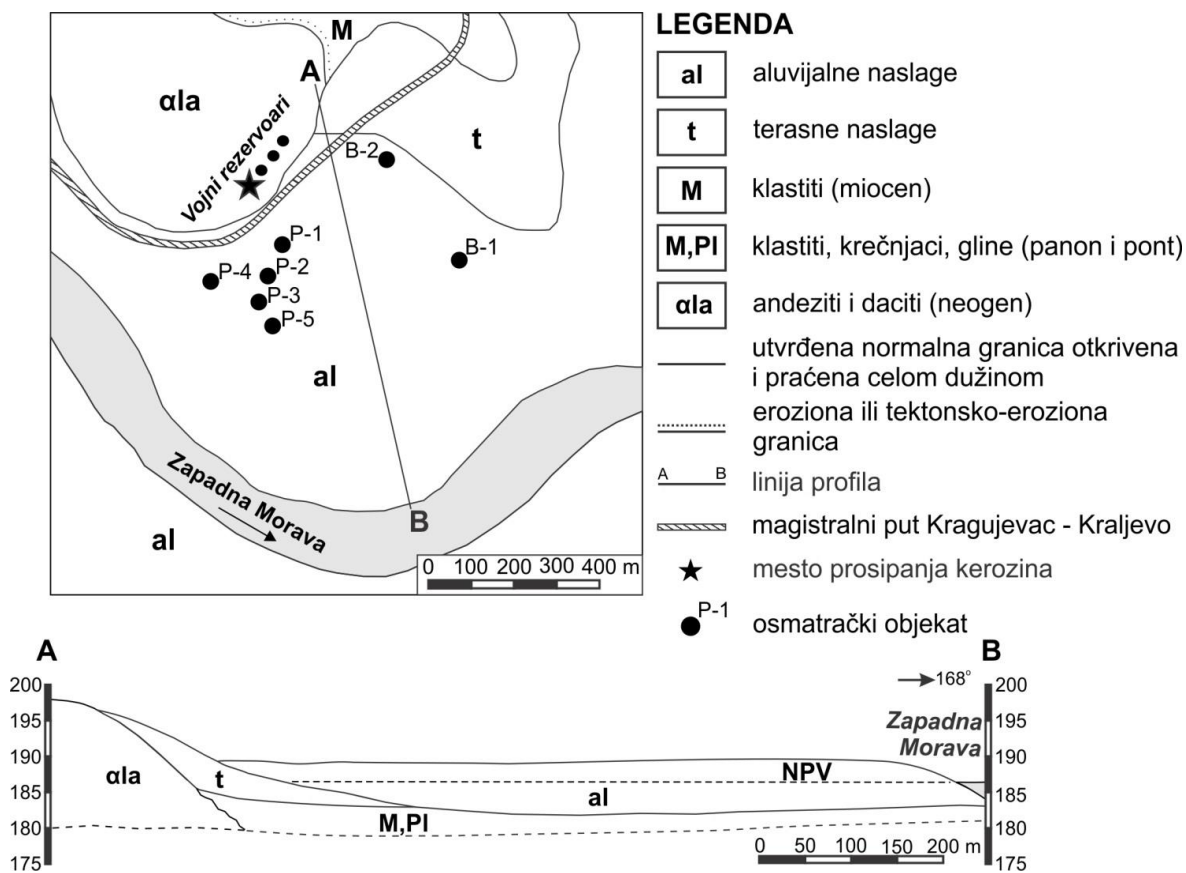 M
A
αla
Vojni rezervoari
B-2
t
P-1
B-1
P-4
P-2
P-3
P-5
al
Zapadna Morava
al
B
0 100 200 300 400 m
LEGENDA
al aluvijalne naslage
t terasne naslage
M klastiti (miocen)
M,Pl klastiti, krečnjaci, gline (panon i pont)
αla andeziti i daciti (neogen)
utvrđena normalna granica otkrivena
i praćena celom dužinom
eroziona ili tektonsko-eroziona
granica
A B linija profila
magistralni put Kragujevac - Kraljevo
mesto prosipanja kerozina
P-1 osmatrački objekat
A
B
200
195
190
185
180
175
αla
t
M,Pl
al
NPV
168°
Zapadna
Morava
200
195
190
185
180
175
0 50 100 150 200 m